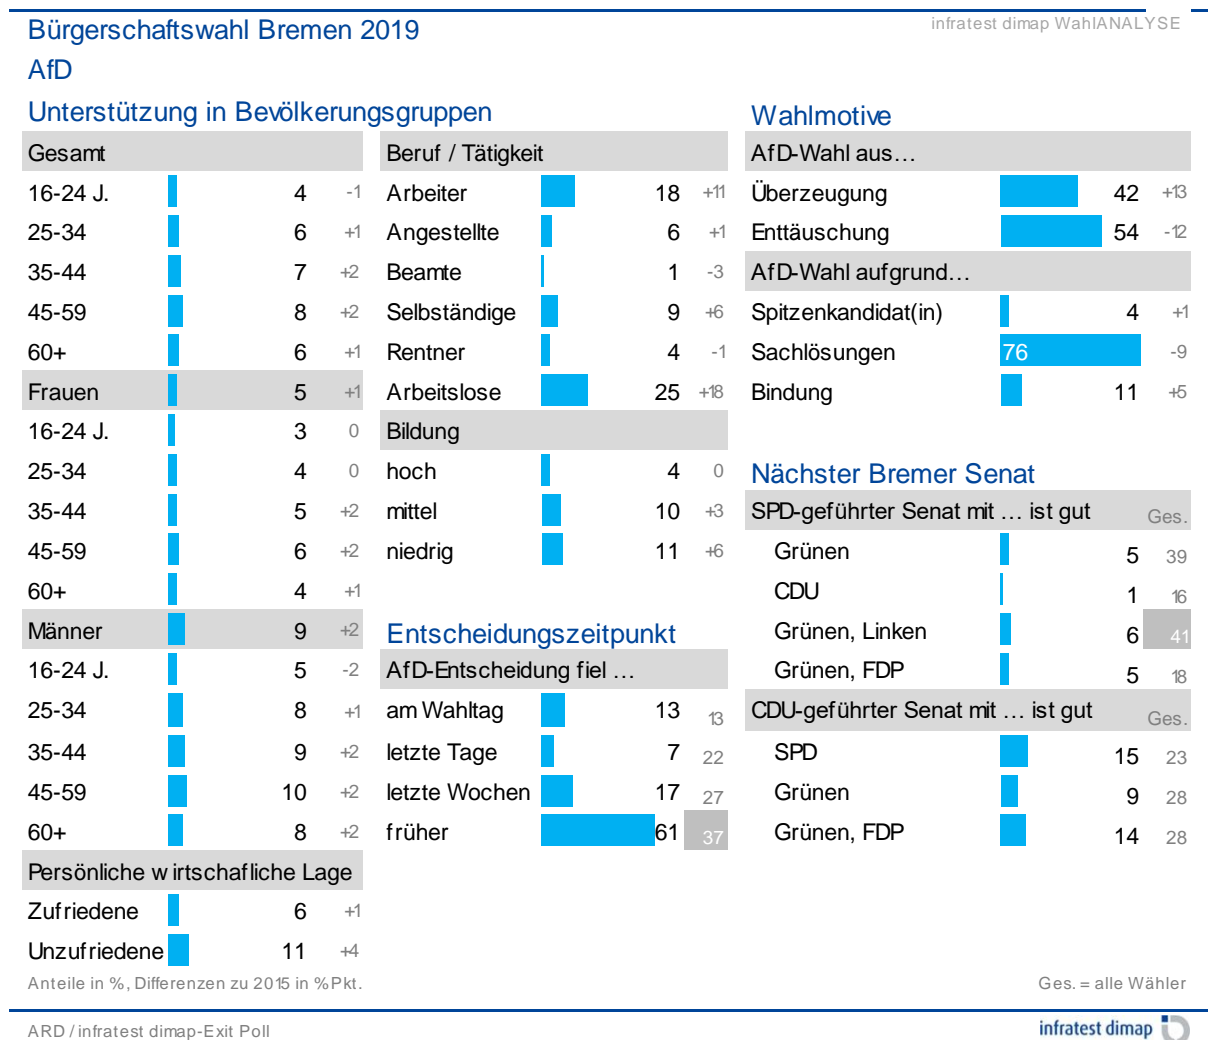 Bürgerschaftswahl Bremen 2019
infratest dimap WahlANALYSE
AfD
Unterstützung in Bevölkerungsgruppen
Gesamt
16-24 J. 4 -1
25-34 6 +1
35-44 7 +2
45-59 8 +2
60+ 6 +1
Frauen 5 +1
16-24 J. 3 0
25-34 4 0
35-44 5 +2
45-59 6 +2
60+ 4 +1
Männer 9 +2
16-24 J. 5 -2
25-34 8 +1
35-44 9 +2
45-59 10 +2
60+ 8 +2
Persönliche wirtschafliche Lage
Zufriedene 6 +1
Unzufriedene 11 +4
Beruf / Tätigkeit
Arbeiter 18 +11
Angestellte 6 +1
Beamte 1 -3
Selbständige 9 +6
Rentner 4 -1
Arbeitslose 25 +18
Bildung
hoch 4 0
mittel 10 +3
niedrig 11 +6
Entscheidungszeitpunkt
AfD-Entscheidung fiel …
am Wahltag 13 13
letzte Tage 7 22
letzte Wochen 17 27
früher 61 37
Wahlmotive
AfD-Wahl aus…
Überzeugung 42 +13
Enttäuschung 54 -12
AfD-Wahl aufgrund…
Spitzenkandidat(in) 4 +1
Sachlösungen 76 -9
Bindung 11 +5
Nächster Bremer Senat
SPD-geführter Senat mit … ist gut Ges.
Grünen 5 39
CDU 1 16
Grünen, Linken 6 41
Grünen, FDP 5 18
CDU-geführter Senat mit … ist gut Ges.
SPD 15 23
Grünen 9 28
Grünen, FDP 14 28
Anteile in %, Differenzen zu 2015 in %Pkt.
Ges. = alle Wähler
ARD / infratest dimap-Exit Poll
infratest dimap